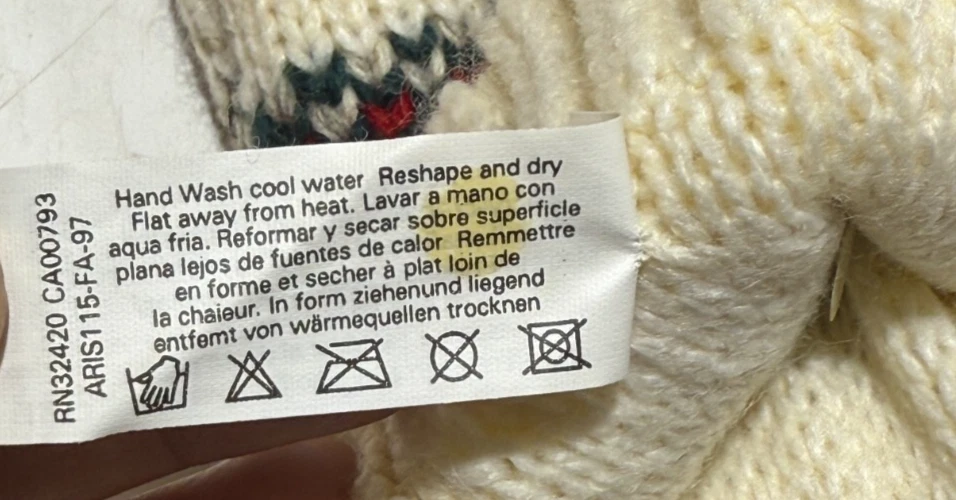 Hand Wash cool water Reshape and dry
Flat away from heat. Lavar a mano con
aqua fria. Reformar y secar sobre superficle
plana lejos de fuentes de calor Remmettre
en forme et secher à plat loin de
la chaieur. In form ziehenund liegend
entfemt von wärmequellen trocknen
RN32420 CA00793
ARIS115-FA-97